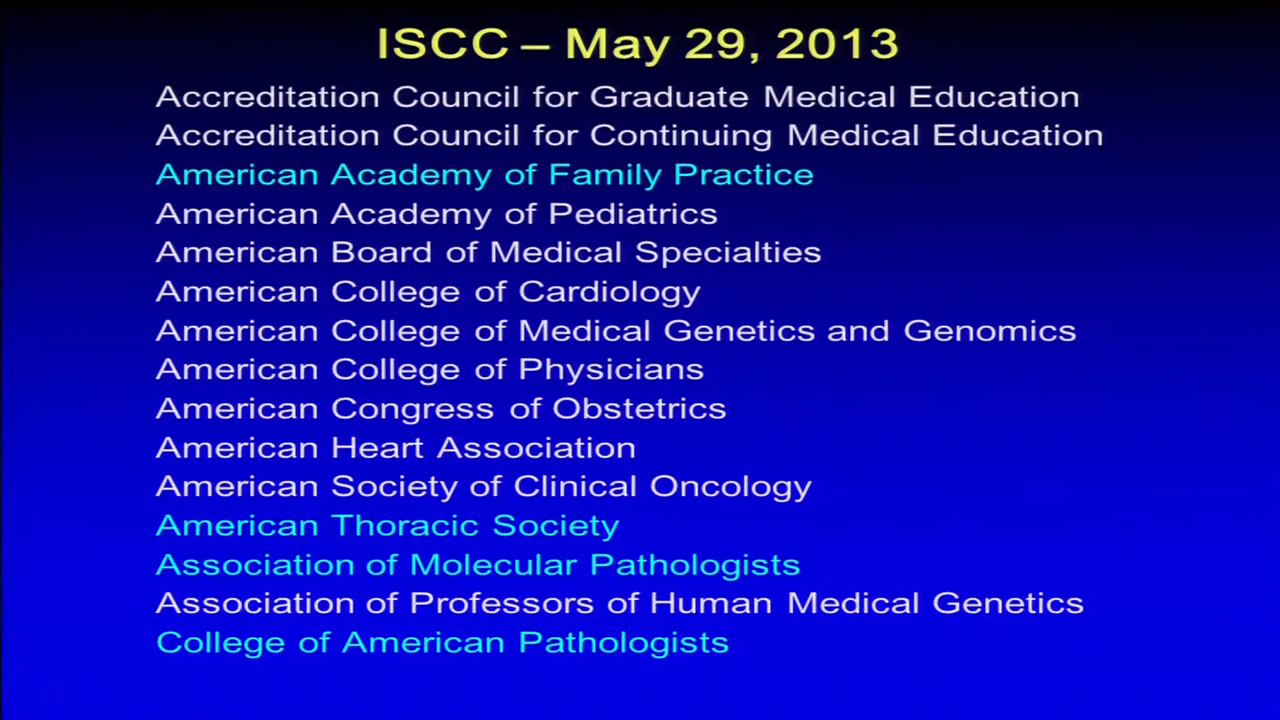 ISCC – May 29, 2013
Accreditation Council for Graduate Medical Education
Accreditation Council for Continuing Medical Education
American Academy of Family Practice
American Academy of Pediatrics
American Board of Medical Specialties
American College of Cardiology
American College of Medical Genetics and Genomics
American College of Physicians
American Congress of Obstetrics
American Heart Association
American Society of Clinical Oncology
American Thoracic Society
Association of Molecular Pathologists
Association of Professors of Human Medical Genetics
College of American Pathologists